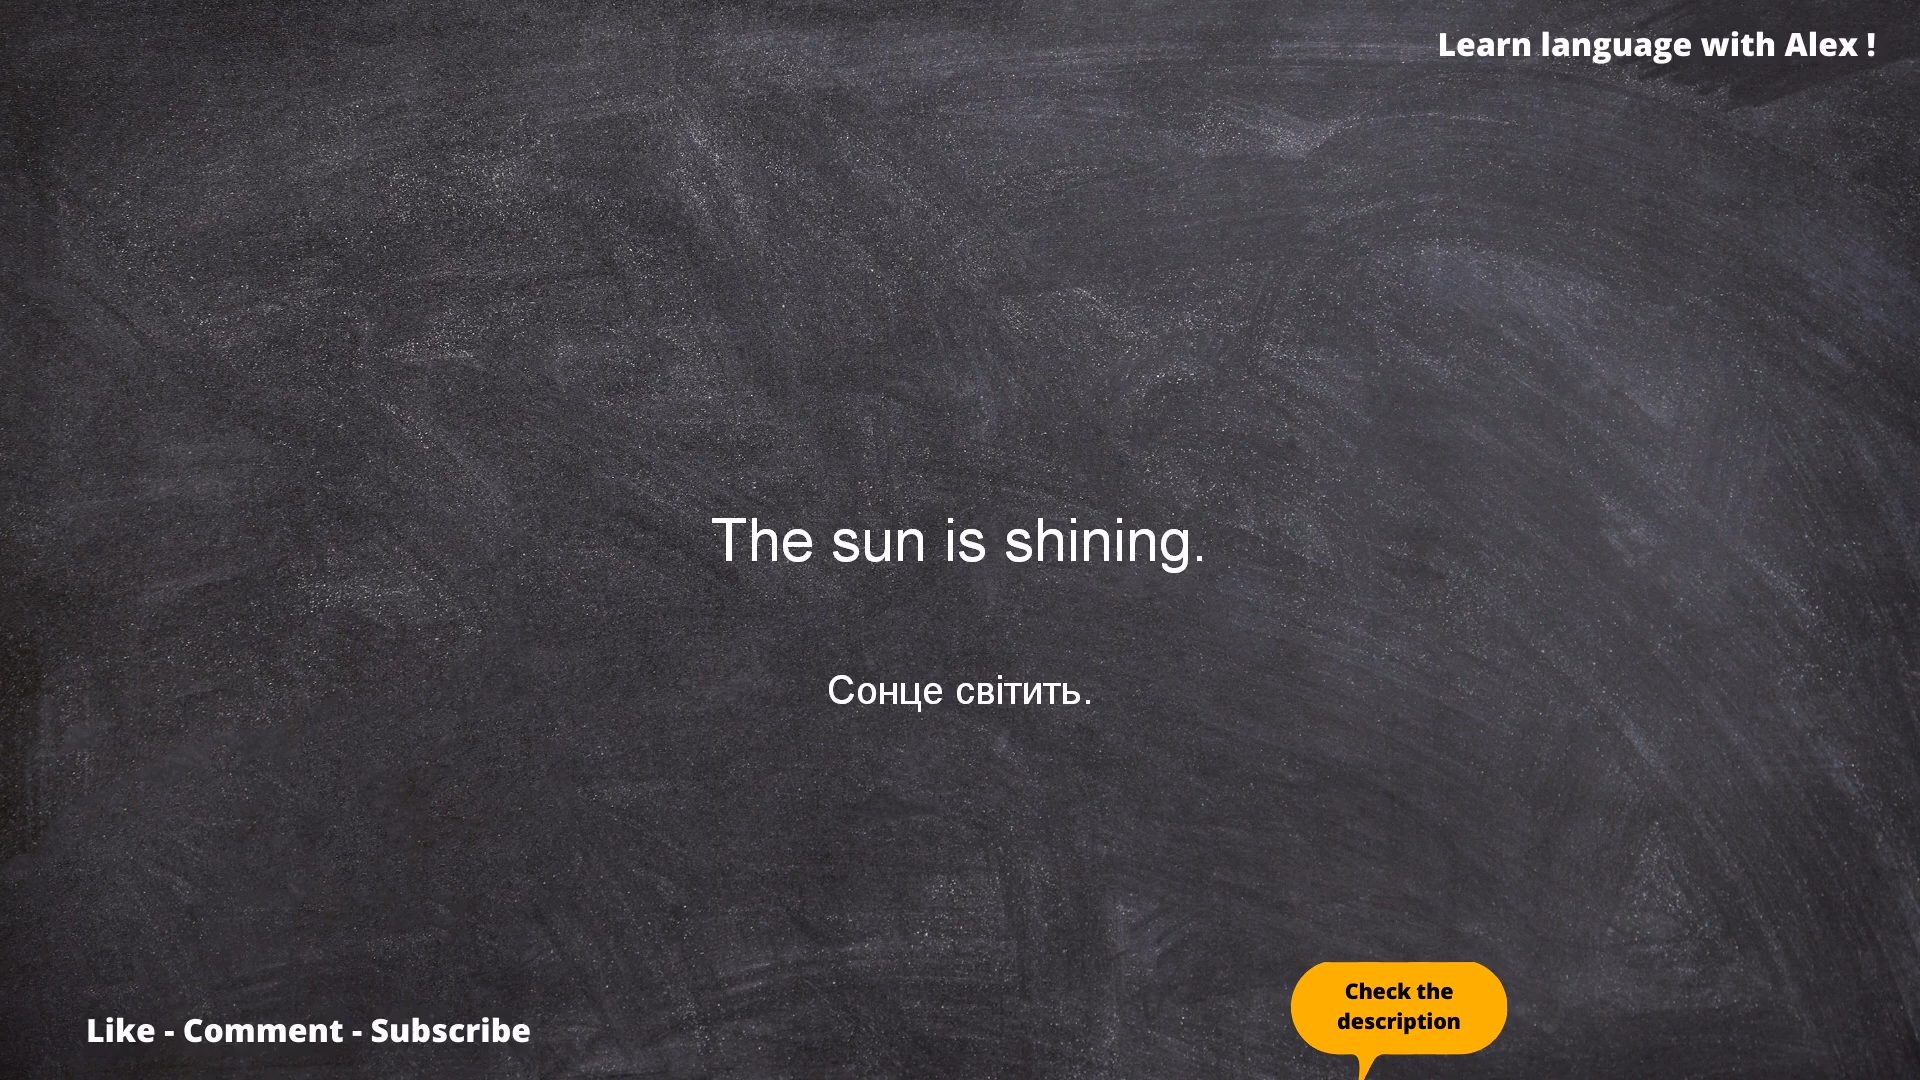 Learn language with Alex !
The sun is shining.
Сонце світить.
Check the
description
Like - Comment - Subscribe